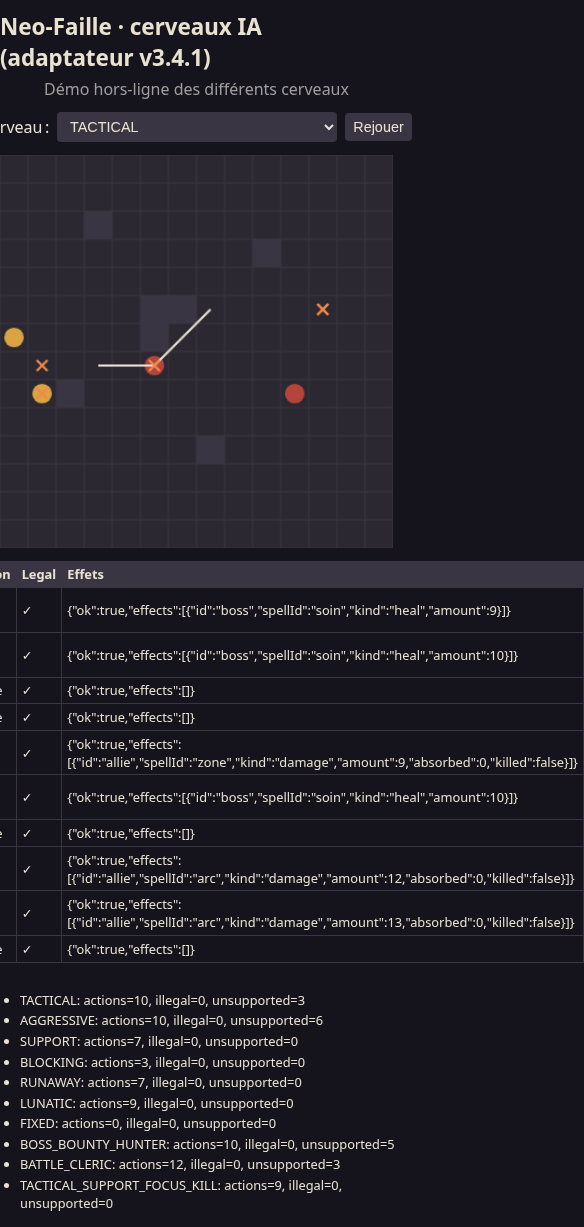 Neo-Faille · cerveaux IA
(adaptateur v3.4.1)
Démo hors-ligne des différents cerveaux
rveau : TACTICAL Rejouer
on Legal Effets
✓ {"ok":true,"effects":[{"id":"boss","spellId":"soin","kind":"heal","amount":9}]}
✓ {"ok":true,"effects":[{"id":"boss","spellId":"soin","kind":"heal","amount":10}]}
e ✓ {"ok":true,"effects":[]}
e ✓ {"ok":true,"effects":[]}
✓ {"ok":true,"effects":
[{"id":"allie","spellId":"zone","kind":"damage","amount":9,"absorbed":0,"killed":false}]}
✓ {"ok":true,"effects":[{"id":"boss","spellId":"soin","kind":"heal","amount":10}]}
e ✓ {"ok":true,"effects":[]}
✓ {"ok":true,"effects":
[{"id":"allie","spellId":"arc","kind":"damage","amount":12,"absorbed":0,"killed":false}]}
✓ {"ok":true,"effects":
[{"id":"allie","spellId":"arc","kind":"damage","amount":13,"absorbed":0,"killed":false}]}
e ✓ {"ok":true,"effects":[]}
• TACTICAL: actions=10, illegal=0, unsupported=3
• AGGRESSIVE: actions=10, illegal=0, unsupported=6
• SUPPORT: actions=7, illegal=0, unsupported=0
• BLOCKING: actions=3, illegal=0, unsupported=0
• RUNAWAY: actions=7, illegal=0, unsupported=0
• LUNATIC: actions=9, illegal=0, unsupported=0
• FIXED: actions=0, illegal=0, unsupported=0
• BOSS_BOUNTY_HUNTER: actions=10, illegal=0, unsupported=5
• BATTLE_CLERIC: actions=12, illegal=0, unsupported=3
• TACTICAL_SUPPORT_FOCUS_KILL: actions=9, illegal=0,
unsupported=0